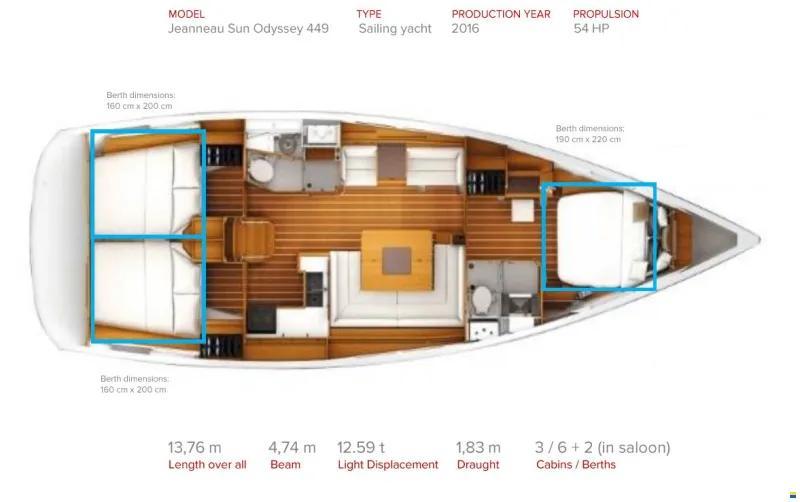 MODEL TYPE PRODUCTION YEAR PROPULSION
Jeanneau Sun Odyssey 449 Sailing yacht 2016 54 HP
Berth dimensions:
160 cm x 200 cm
Berth dimensions:
190 cm x 220 cm
Berth dimensions:
160 cm x 200 cm
13,76 m 4,74 m 12.59 t 1,83 m 3 / 6 + 2 (in saloon)
Length over all Beam Light Displacement Draught Cabins / Berths